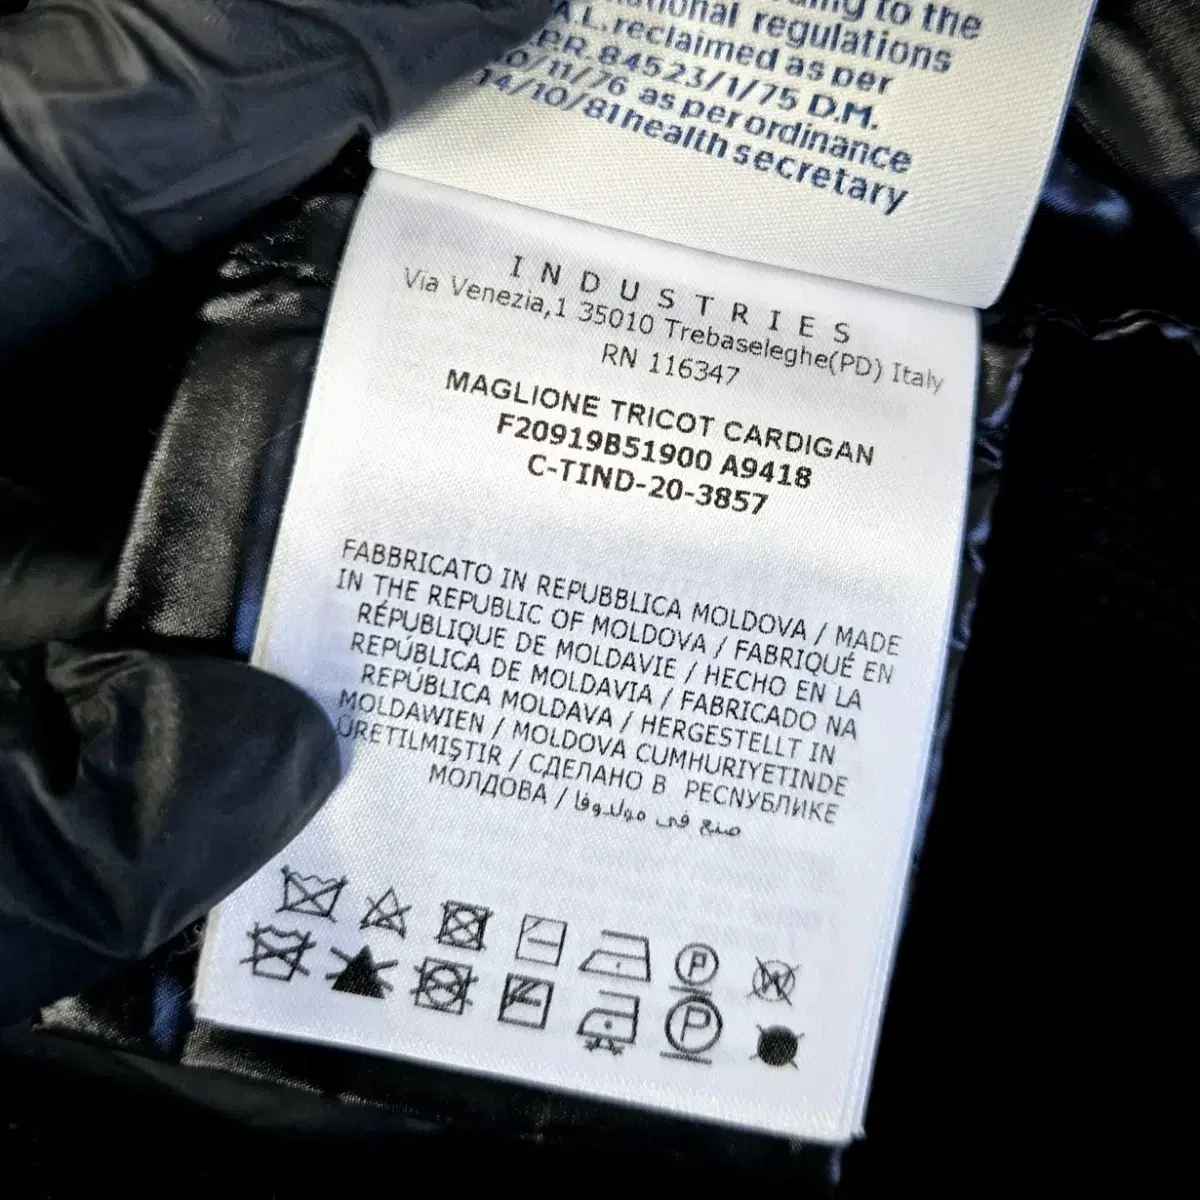 to the
regulations
A.L. reclaimed as per
84523/1/75 D.M.
10/11/76 as per ordinance
14/10/81 health secretary
INDUSTRIES
Via Venezia,1 35010 Trebaseleghe(PD) Italy
RN 116347
MAGLIONE TRICOT CARDIGAN
F20919B51900 A9418
C-TIND-20-3857
FABBRICATO IN REPUBBLICA MOLDOVA / MADE
IN THE REPUBLIC OF MOLDOVA / FABRIQUÉ EN
RÉPUBLIQUE DE MOLDAVIE / HECHO EN LA
REPÚBLICA DE MOLDAVIA / FABRICADO NA
REPÚBLICA MOLDAVA / HERGESTELLT IN
MOLDAWIEN / MOLDOVA CUMHURIYETINDE
ÜRETILMIŞTIR / СДЕЛАНО В РЕСПУБЛИКЕ
МОЛДОВА / صنع في مولدوفا
P W
P